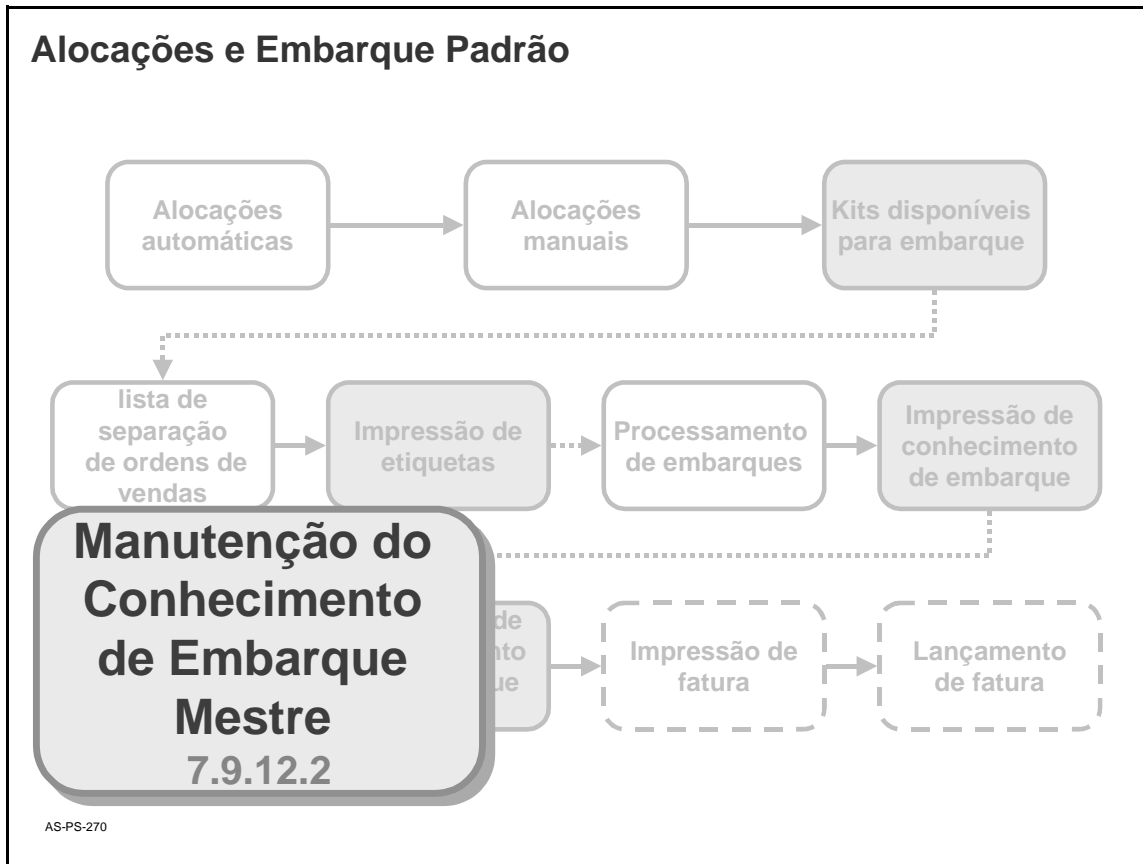 Alocações e Embarque Padrão
Alocações
automáticas
Alocações
manuais
Kits disponíveis
para embarque
lista de
separação
de ordens de
vendas
Impressão de
etiquetas
Processamento
de embarques
Impressão de
conhecimento
de embarque
Manutenção do
Conhecimento
de Embarque
Mestre
7.9.12.2
de
Impressão de
fatura
Lançamento
de fatura
AS-PS-270